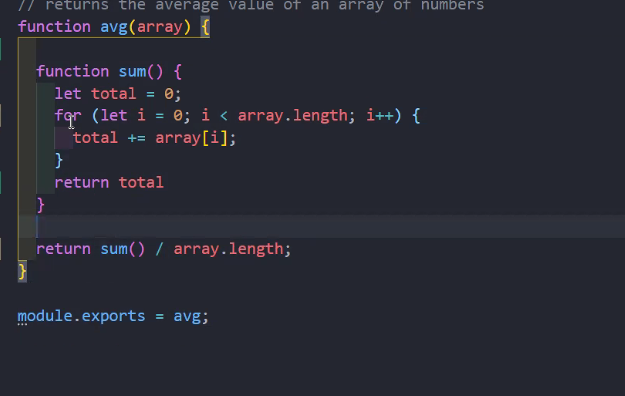 // returns the average value of an array of numbers
function avg(array) {
function sum() {
let total = 0;
for (let i = 0; i < array.length; i++) {
total += array[i];
}
return total
}
return sum() / array.length;
}
module.exports = avg;